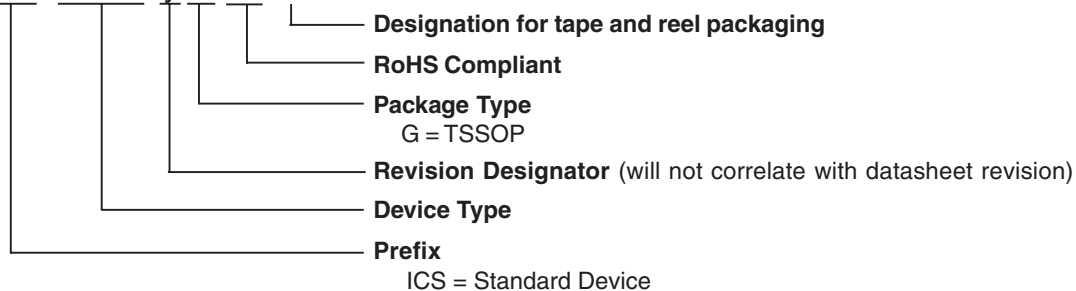 Designation for tape and reel packaging
RoHS Compliant
Package Type
G = TSSOP
Revision Designator (will not correlate with datasheet revision)
Device Type
Prefix
ICS = Standard Device